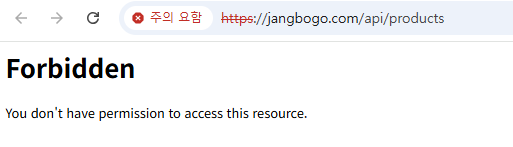 주의 요함 https://jangbogo.com/api/products
Forbidden
You don't have permission to access this resource.